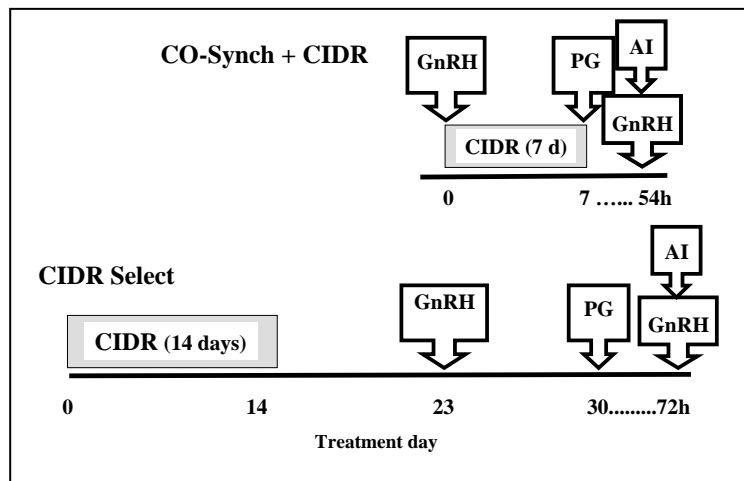 CO-Synch + CIDR
GnRH
PG
AI
GnRH
CIDR (7 d)
0 7 …... 54h
CIDR Select
GnRH
PG
AI
GnRH
CIDR (14 days)
0 14 23 30.........72h
Treatment day